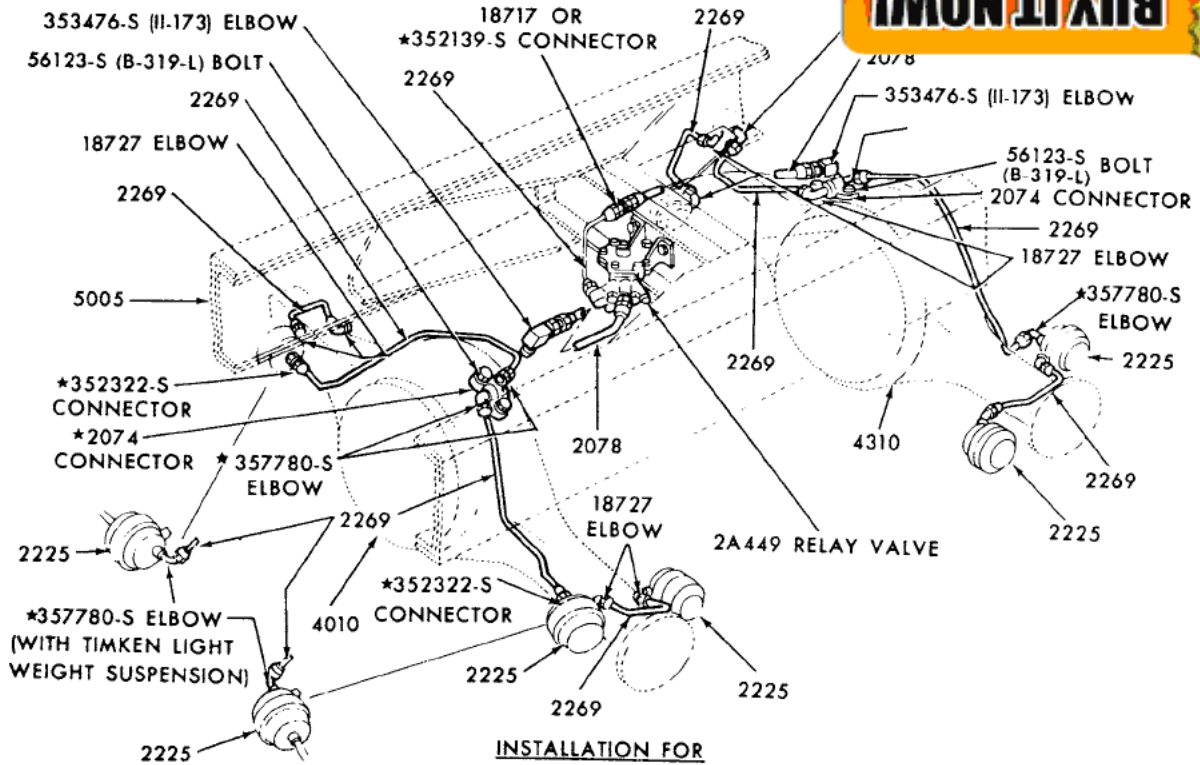 BUY IT NOW!
353476-S (II-173) ELBOW
18717 OR
★352139-S CONNECTOR
2269
56123-S (B-319-L) BOLT
2269
2078
2269
353476-S (II-173) ELBOW
18727 ELBOW
56123-S BOLT
(B-319-L)
2269
2074 CONNECTOR
2269
18727 ELBOW
5005
★357780-S
ELBOW
2269
2225
★352322-S
CONNECTOR
★2074
CONNECTOR
★357780-S
ELBOW
2078
4310
2269
18727
ELBOW
2269
2225
2225
2A449 RELAY VALVE
★352322-S
CONNECTOR
★357780-S ELBOW
(WITH TIMKEN LIGHT
WEIGHT SUSPENSION)
4010
2225
2225
2269
2225
INSTALLATION FOR